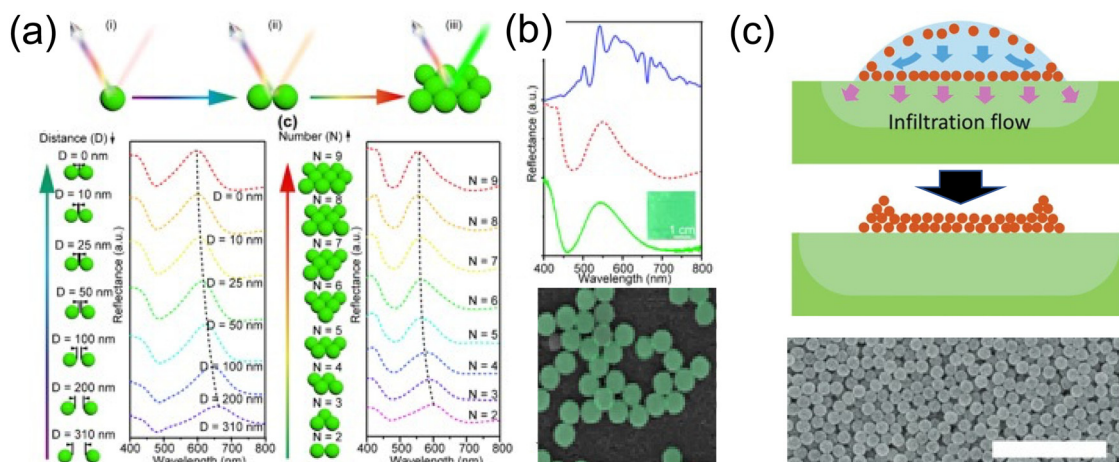 (a)
(i)
(ii)
(iii)
(c)
Distance (D)
D = 0 nm
D = 10 nm
D = 25 nm
D = 50 nm
D = 100 nm
D = 200 nm
D = 310 nm
Reflectance (a.u.)
D = 0 nm
D = 10 nm
D = 25 nm
D = 50 nm
D = 100 nm
D = 200 nm
D = 310 nm
400 500 600 700 800
Wavelength (nm)
Number (N)
N = 9
N = 8
N = 7
N = 6
N = 5
N = 4
N = 3
N = 2
Reflectance (a.u.)
N = 9
N = 8
N = 7
N = 6
N = 5
N = 4
N = 3
N = 2
400 500 600 700 800
Wavelength (nm)
(b)
Reflectance (a.u.)
1 cm
400 500 600 700 800
Wavelength (nm)
(c)
Infiltration flow